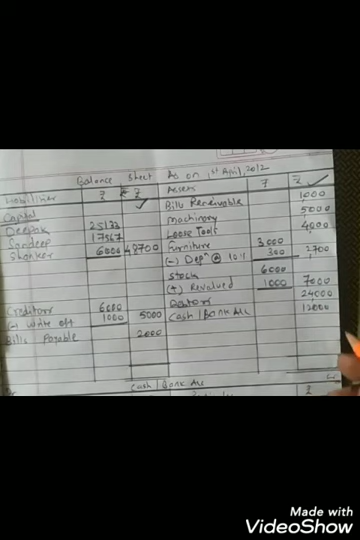 Balance Sheet As on 1st April, 2012
Liabilities ₹ ₹ Assets ₹ ₹
Capital Bills Receivable 1000
Deepak 25133 Machinery 5000
Sandeep 17567 Loose Tools 4000
Shanker 6000 48700 Furniture 3000
(-) Depn @ 10% 300 2,700
Stock 6000
Creditors 6000 (+) Revalued 1000 7000
(-) Write off 1000 5000 Debtors 24000
Bills Payable 2000 Cash/Bank A/c 12000
Cash/Bank A/c
Made with
VideoShow